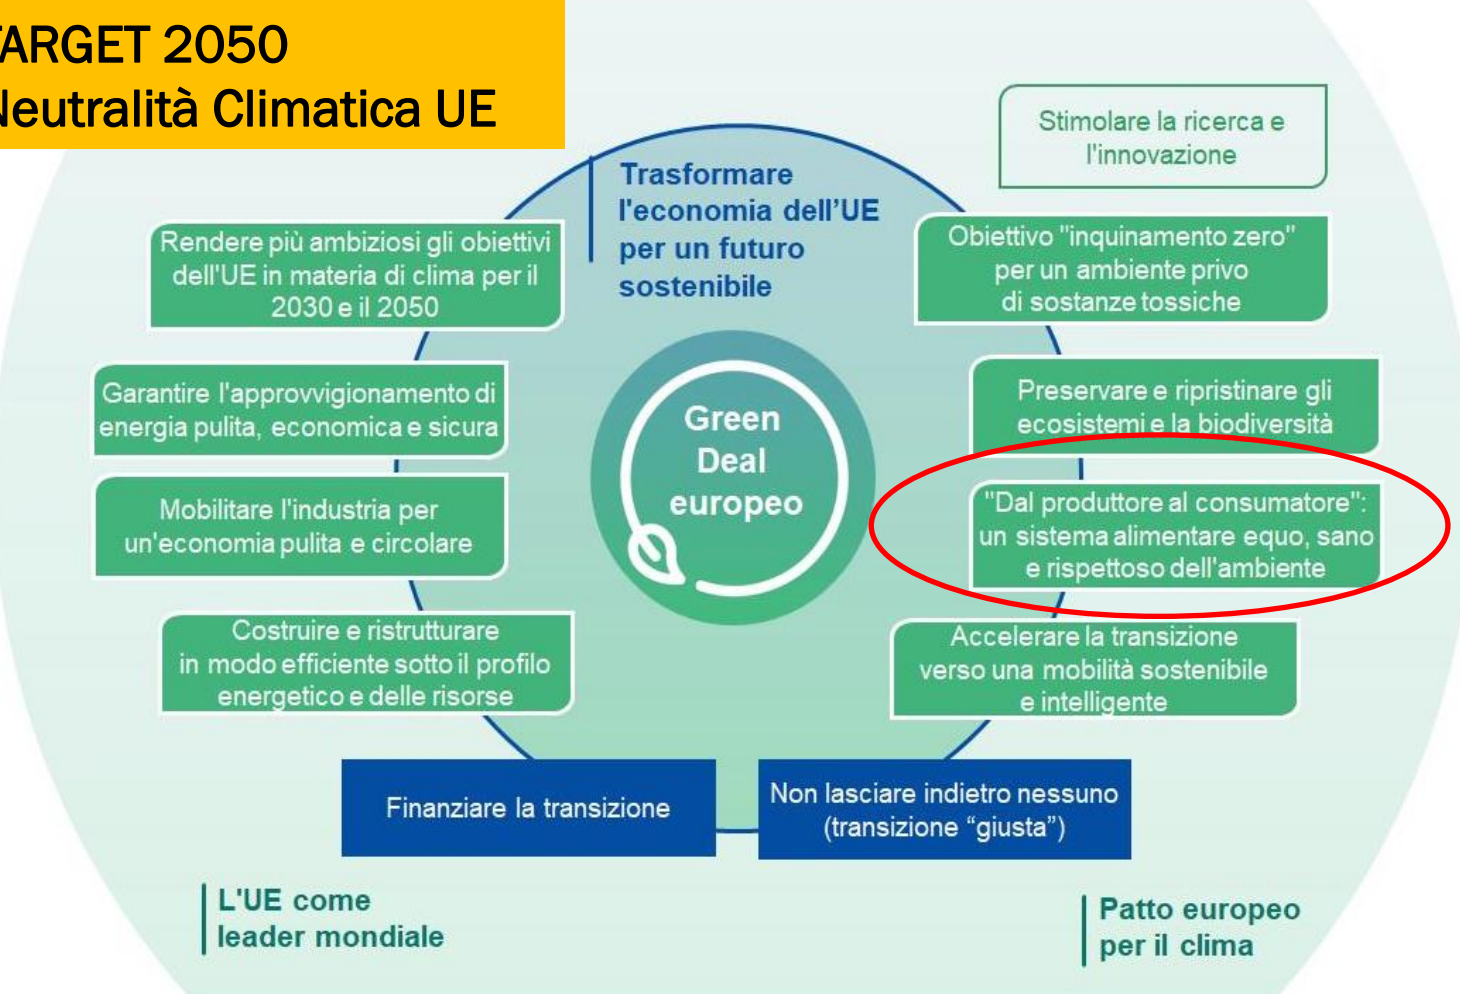 TARGET 2050
Neutralità Climatica UE
Stimolare la ricerca e
l'innovazione
Trasformare
l'economia dell’UE
per un futuro
sostenibile
Rendere più ambiziosi gli obiettivi
dell'UE in materia di clima per il
2030 e il 2050
Obiettivo "inquinamento zero"
per un ambiente privo
di sostanze tossiche
Garantire l'approvvigionamento di
energia pulita, economica e sicura
Preservare e ripristinare gli
ecosistemi e la biodiversità
Green
Deal
europeo
Mobilitare l'industria per
un'economia pulita e circolare
"Dal produttore al consumatore":
un sistema alimentare equo, sano
e rispettoso dell'ambiente
Costruire e ristrutturare
in modo efficiente sotto il profilo
energetico e delle risorse
Accelerare la transizione
verso una mobilità sostenibile
e intelligente
Finanziare la transizione
Non lasciare indietro nessuno
(transizione “giusta”)
L'UE come
leader mondiale
Patto europeo
per il clima